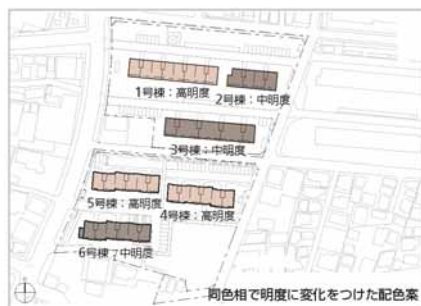 1号棟：高明度
2号棟：中明度
3号棟：中明度
5号棟：高明度
4号棟：高明度
6号棟：中明度
同色相で明度に変化をつけた配色案